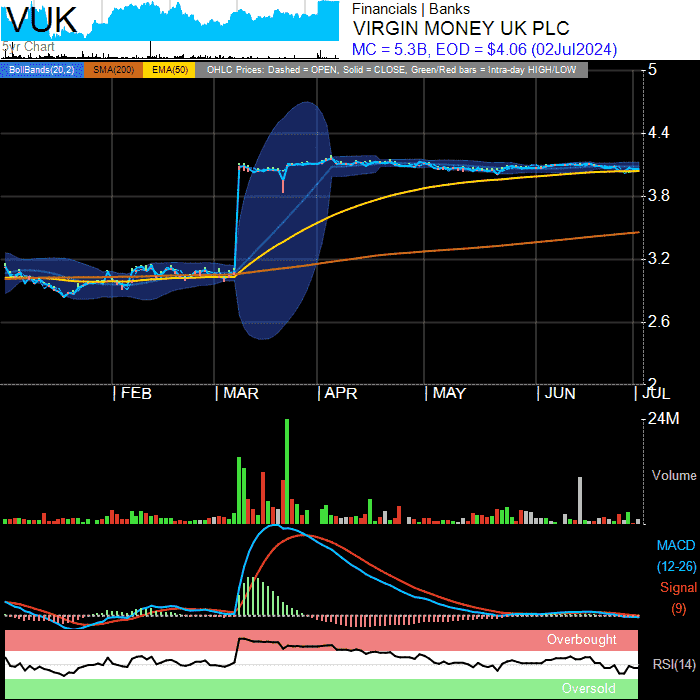 VUK
5yr Chart
Financials | Banks
VIRGIN MONEY UK PLC
MC = 5.3B, EOD = $4.06 (02Jul2024)
BollBands(20,2) SMA(200) EMA(50) OHLC Prices: Dashed = OPEN, Solid = CLOSE, Green/Red bars = Intra-day HIGH/LOW
5
4.4
3.8
3.2
2.6
2
FEB MAR APR MAY JUN JUL
24M
Volume
MACD
(12-26)
Signal
(9)
Overbought
RSI(14)
Oversold